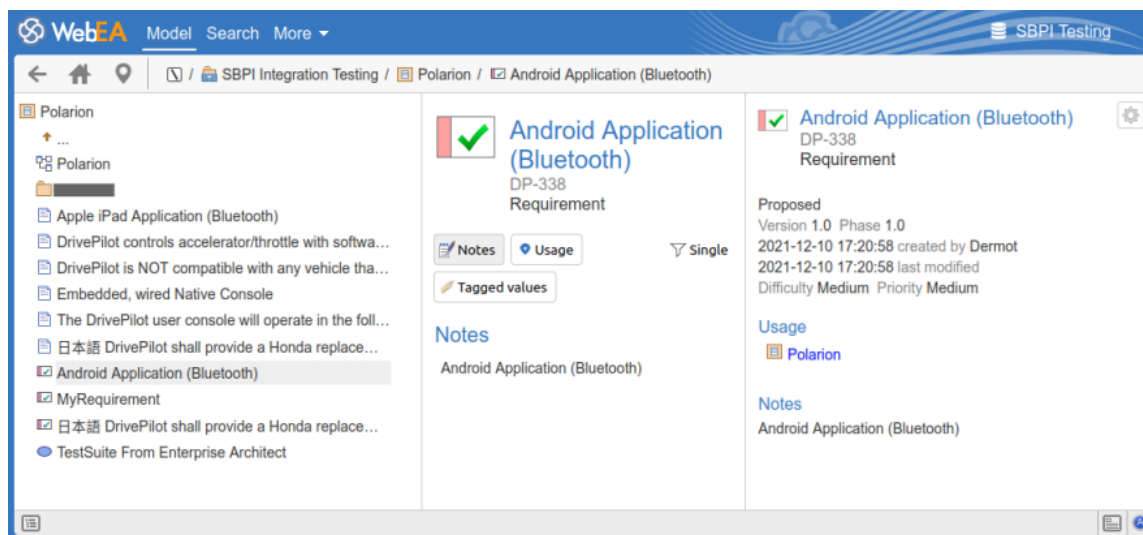 WebEA Model Search More SBPI Testing
/ SBPI Integration Testing / Polarion / Android Application (Bluetooth)
Polarion
...
Polarion
Apple iPad Application (Bluetooth)
DrivePilot controls accelerator/throttle with softwa...
DrivePilot is NOT compatible with any vehicle tha...
Embedded, wired Native Console
The DrivePilot user console will operate in the foll...
日本語 DrivePilot shall provide a Honda replace...
Android Application (Bluetooth)
MyRequirement
日本語 DrivePilot shall provide a Honda replace...
TestSuite From Enterprise Architect
Android Application
(Bluetooth)
DP-338
Requirement
Notes Usage Single
Tagged values
Notes
Android Application (Bluetooth)
Android Application (Bluetooth)
DP-338
Requirement
Proposed
Version 1.0 Phase 1.0
2021-12-10 17:20:58 created by Dermot
2021-12-10 17:20:58 last modified
Difficulty Medium Priority Medium
Usage
Polarion
Notes
Android Application (Bluetooth)